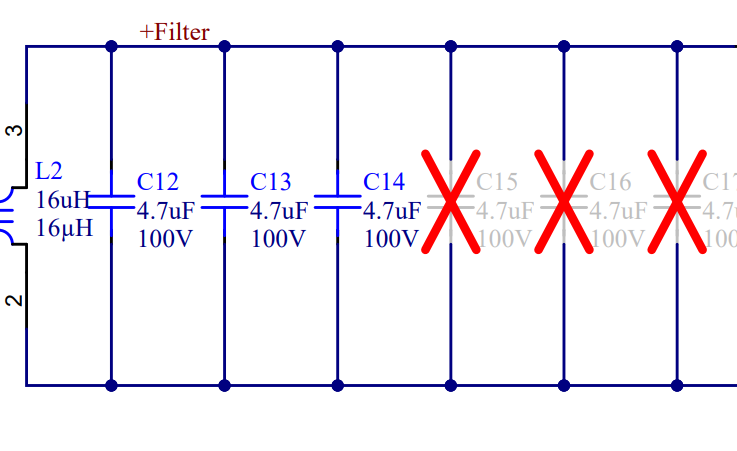 +Filter
3
L2
16uH
16µH
2
C12
4.7uF
100V
C13
4.7uF
100V
C14
4.7uF
100V
C15
4.7uF
100V
C16
4.7uF
100V